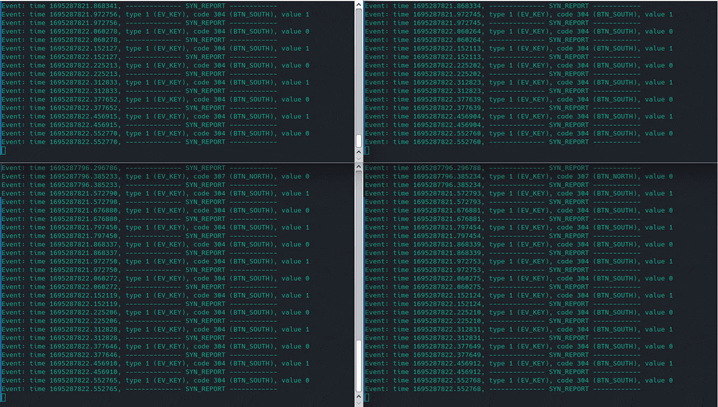 Event: time 1695287821.868341, -------------- SYN_REPORT ------------
Event: time 1695287821.972756, type 1 (EV_KEY), code 304 (BTN_SOUTH), value 1
Event: time 1695287821.972756, -------------- SYN_REPORT ------------
Event: time 1695287822.060278, type 1 (EV_KEY), code 304 (BTN_SOUTH), value 0
Event: time 1695287822.060278, -------------- SYN_REPORT ------------
Event: time 1695287822.152127, type 1 (EV_KEY), code 304 (BTN_SOUTH), value 1
Event: time 1695287822.152127, -------------- SYN_REPORT ------------
Event: time 1695287822.225213, type 1 (EV_KEY), code 304 (BTN_SOUTH), value 0
Event: time 1695287822.225213, -------------- SYN_REPORT ------------
Event: time 1695287822.312833, type 1 (EV_KEY), code 304 (BTN_SOUTH), value 1
Event: time 1695287822.312833, -------------- SYN_REPORT ------------
Event: time 1695287822.377652, type 1 (EV_KEY), code 304 (BTN_SOUTH), value 0
Event: time 1695287822.377652, -------------- SYN_REPORT ------------
Event: time 1695287822.456915, type 1 (EV_KEY), code 304 (BTN_SOUTH), value 1
Event: time 1695287822.456915, -------------- SYN_REPORT ------------
Event: time 1695287822.552770, type 1 (EV_KEY), code 304 (BTN_SOUTH), value 0
Event: time 1695287822.552770, -------------- SYN_REPORT ------------
Event: time 1695287821.868334, -------------- SYN_REPORT ------------
Event: time 1695287821.972745, type 1 (EV_KEY), code 304 (BTN_SOUTH), value 1
Event: time 1695287821.972745, -------------- SYN_REPORT ------------
Event: time 1695287822.060264, type 1 (EV_KEY), code 304 (BTN_SOUTH), value 0
Event: time 1695287822.060264, -------------- SYN_REPORT ------------
Event: time 1695287822.152113, type 1 (EV_KEY), code 304 (BTN_SOUTH), value 1
Event: time 1695287822.152113, -------------- SYN_REPORT ------------
Event: time 1695287822.225202, type 1 (EV_KEY), code 304 (BTN_SOUTH), value 0
Event: time 1695287822.225202, -------------- SYN_REPORT ------------
Event: time 1695287822.312823, type 1 (EV_KEY), code 304 (BTN_SOUTH), value 1
Event: time 1695287822.312823, -------------- SYN_REPORT ------------
Event: time 1695287822.377639, type 1 (EV_KEY), code 304 (BTN_SOUTH), value 0
Event: time 1695287822.377639, -------------- SYN_REPORT ------------
Event: time 1695287822.456904, type 1 (EV_KEY), code 304 (BTN_SOUTH), value 1
Event: time 1695287822.456904, -------------- SYN_REPORT ------------
Event: time 1695287822.552760, type 1 (EV_KEY), code 304 (BTN_SOUTH), value 0
Event: time 1695287822.552760, -------------- SYN_REPORT ------------
Event: time 1695287796.296786, -------------- SYN_REPORT ------------
Event: time 1695287796.385233, type 1 (EV_KEY), code 307 (BTN_NORTH), value 0
Event: time 1695287796.385233, -------------- SYN_REPORT ------------
Event: time 1695287821.572790, type 1 (EV_KEY), code 304 (BTN_SOUTH), value 1
Event: time 1695287821.572790, -------------- SYN_REPORT ------------
Event: time 1695287821.676880, type 1 (EV_KEY), code 304 (BTN_SOUTH), value 0
Event: time 1695287821.676880, -------------- SYN_REPORT ------------
Event: time 1695287821.797450, type 1 (EV_KEY), code 304 (BTN_SOUTH), value 1
Event: time 1695287821.797450, -------------- SYN_REPORT ------------
Event: time 1695287821.868337, type 1 (EV_KEY), code 304 (BTN_SOUTH), value 0
Event: time 1695287821.868337, -------------- SYN_REPORT ------------
Event: time 1695287821.972750, type 1 (EV_KEY), code 304 (BTN_SOUTH), value 1
Event: time 1695287821.972750, -------------- SYN_REPORT ------------
Event: time 1695287822.060272, type 1 (EV_KEY), code 304 (BTN_SOUTH), value 0
Event: time 1695287822.060272, -------------- SYN_REPORT ------------
Event: time 1695287822.152119, type 1 (EV_KEY), code 304 (BTN_SOUTH), value 1
Event: time 1695287822.152119, -------------- SYN_REPORT ------------
Event: time 1695287822.225206, type 1 (EV_KEY), code 304 (BTN_SOUTH), value 0
Event: time 1695287822.225206, -------------- SYN_REPORT ------------
Event: time 1695287822.312828, type 1 (EV_KEY), code 304 (BTN_SOUTH), value 1
Event: time 1695287822.312828, -------------- SYN_REPORT ------------
Event: time 1695287822.377646, type 1 (EV_KEY), code 304 (BTN_SOUTH), value 0
Event: time 1695287822.377646, -------------- SYN_REPORT ------------
Event: time 1695287822.456910, type 1 (EV_KEY), code 304 (BTN_SOUTH), value 1
Event: time 1695287822.456910, -------------- SYN_REPORT ------------
Event: time 1695287822.552765, type 1 (EV_KEY), code 304 (BTN_SOUTH), value 0
Event: time 1695287822.552765, -------------- SYN_REPORT ------------
Event: time 1695287796.296788, -------------- SYN_REPORT ------------
Event: time 1695287796.385234, type 1 (EV_KEY), code 307 (BTN_NORTH), value 0
Event: time 1695287796.385234, -------------- SYN_REPORT ------------
Event: time 1695287821.572793, type 1 (EV_KEY), code 304 (BTN_SOUTH), value 1
Event: time 1695287821.572793, -------------- SYN_REPORT ------------
Event: time 1695287821.676881, type 1 (EV_KEY), code 304 (BTN_SOUTH), value 0
Event: time 1695287821.676881, -------------- SYN_REPORT ------------
Event: time 1695287821.797454, type 1 (EV_KEY), code 304 (BTN_SOUTH), value 1
Event: time 1695287821.797454, -------------- SYN_REPORT ------------
Event: time 1695287821.868339, type 1 (EV_KEY), code 304 (BTN_SOUTH), value 0
Event: time 1695287821.868339, -------------- SYN_REPORT ------------
Event: time 1695287821.972753, type 1 (EV_KEY), code 304 (BTN_SOUTH), value 1
Event: time 1695287821.972753, -------------- SYN_REPORT ------------
Event: time 1695287822.060275, type 1 (EV_KEY), code 304 (BTN_SOUTH), value 0
Event: time 1695287822.060275, -------------- SYN_REPORT ------------
Event: time 1695287822.152124, type 1 (EV_KEY), code 304 (BTN_SOUTH), value 1
Event: time 1695287822.152124, -------------- SYN_REPORT ------------
Event: time 1695287822.225210, type 1 (EV_KEY), code 304 (BTN_SOUTH), value 0
Event: time 1695287822.225210, -------------- SYN_REPORT ------------
Event: time 1695287822.312831, type 1 (EV_KEY), code 304 (BTN_SOUTH), value 1
Event: time 1695287822.312831, -------------- SYN_REPORT ------------
Event: time 1695287822.377649, type 1 (EV_KEY), code 304 (BTN_SOUTH), value 0
Event: time 1695287822.377649, -------------- SYN_REPORT ------------
Event: time 1695287822.456912, type 1 (EV_KEY), code 304 (BTN_SOUTH), value 1
Event: time 1695287822.456912, -------------- SYN_REPORT ------------
Event: time 1695287822.552768, type 1 (EV_KEY), code 304 (BTN_SOUTH), value 0
Event: time 1695287822.552768, -------------- SYN_REPORT ------------